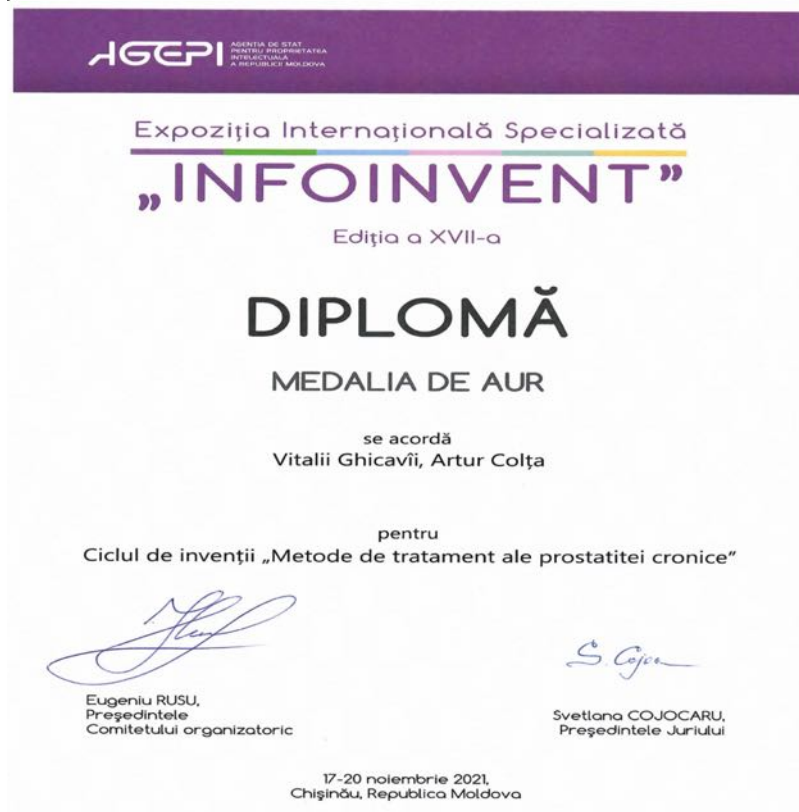 AGEPI
AGENȚIA DE STAT
PENTRU PROPRIETATEA
INTELECTUALĂ
A REPUBLICII MOLDOVA
Expoziția Internațională Specializată
„INFOINVENT”
Ediția a XVII-a
DIPLOMĂ
MEDALIA DE AUR
se acordă
Vitalii Ghicavîi, Artur Colța
pentru
Ciclul de invenții „Metode de tratament ale prostatitei cronice”
S. Cojoc
Eugeniu RUSU,
Președintele
Comitetului organizatoric
Svetlana COJOCARU,
Președintele Juriului
17-20 noiembrie 2021,
Chișinău, Republica Moldova